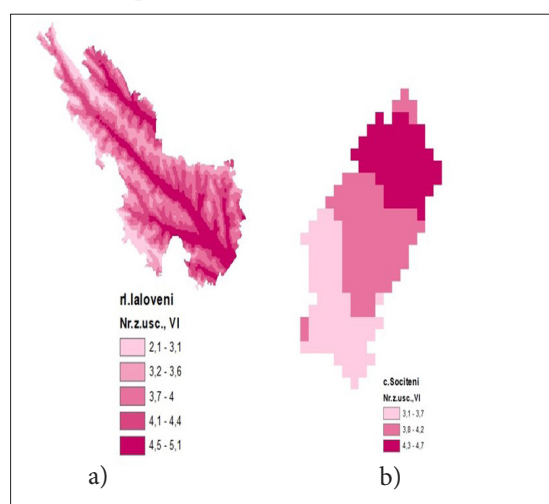 rl.Ialoveni
Nr.z.usc., VI
2,1 - 3,1
3,2 - 3,6
3,7 - 4
4,1 - 4,4
4,5 - 5,1
a)
c.Sociteni
Nr.z.usc.,VI
3,1 - 3,7
3,8 - 4,2
4,3 - 4,7
b)